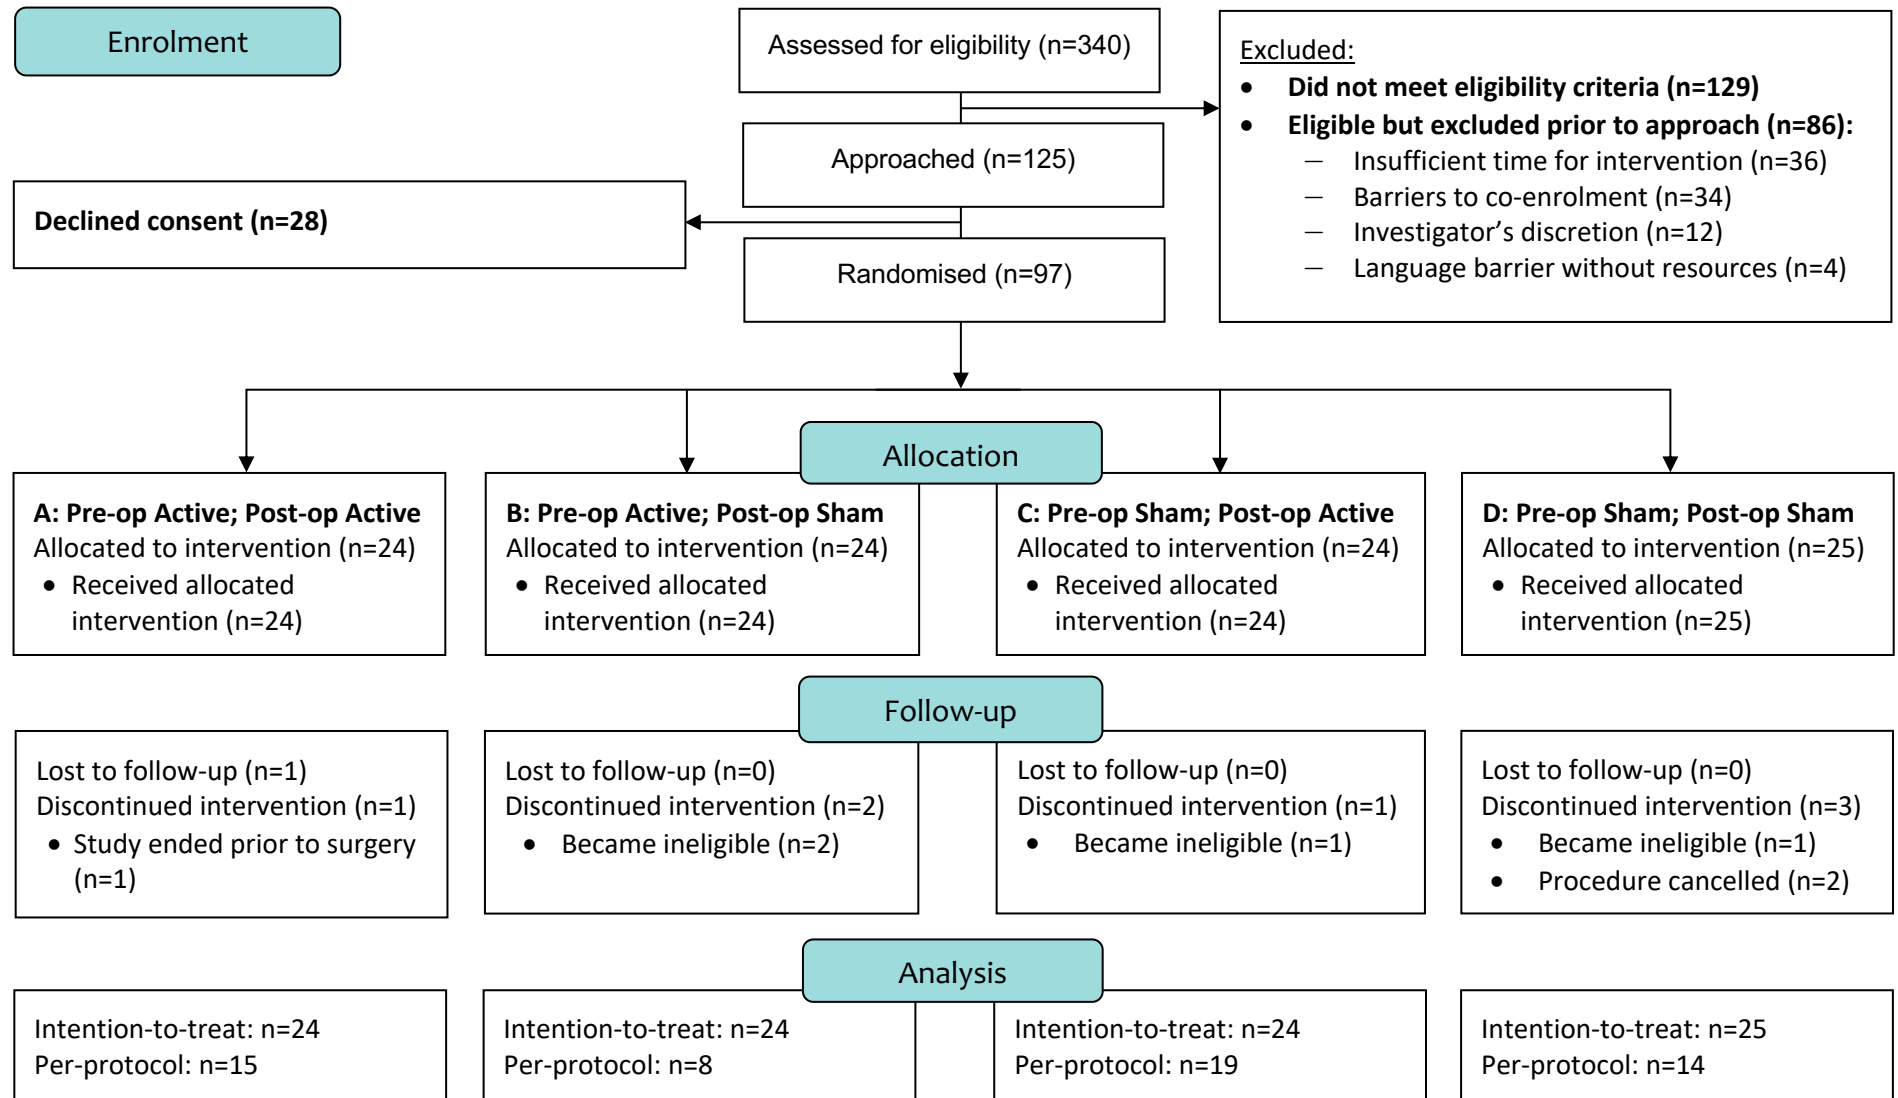 Enrolment
Assessed for eligibility (n=340)
Excluded:
• Did not meet eligibility criteria (n=129)
• Eligible but excluded prior to approach (n=86):
– Insufficient time for intervention (n=36)
– Barriers to co-enrolment (n=34)
– Investigator’s discretion (n=12)
– Language barrier without resources (n=4)
Approached (n=125)
Declined consent (n=28)
Randomised (n=97)
Allocation
A: Pre-op Active; Post-op Active
Allocated to intervention (n=24)
• Received allocated
intervention (n=24)
B: Pre-op Active; Post-op Sham
Allocated to intervention (n=24)
• Received allocated
intervention (n=24)
C: Pre-op Sham; Post-op Active
Allocated to intervention (n=24)
• Received allocated
intervention (n=24)
D: Pre-op Sham; Post-op Sham
Allocated to intervention (n=25)
• Received allocated
intervention (n=25)
Follow-up
Lost to follow-up (n=1)
Discontinued intervention (n=1)
• Study ended prior to surgery
(n=1)
Lost to follow-up (n=0)
Discontinued intervention (n=2)
• Became ineligible (n=2)
Lost to follow-up (n=0)
Discontinued intervention (n=1)
• Became ineligible (n=1)
Lost to follow-up (n=0)
Discontinued intervention (n=3)
• Became ineligible (n=1)
• Procedure cancelled (n=2)
Analysis
Intention-to-treat: n=24
Per-protocol: n=15
Intention-to-treat: n=24
Per-protocol: n=8
Intention-to-treat: n=24
Per-protocol: n=19
Intention-to-treat: n=25
Per-protocol: n=14